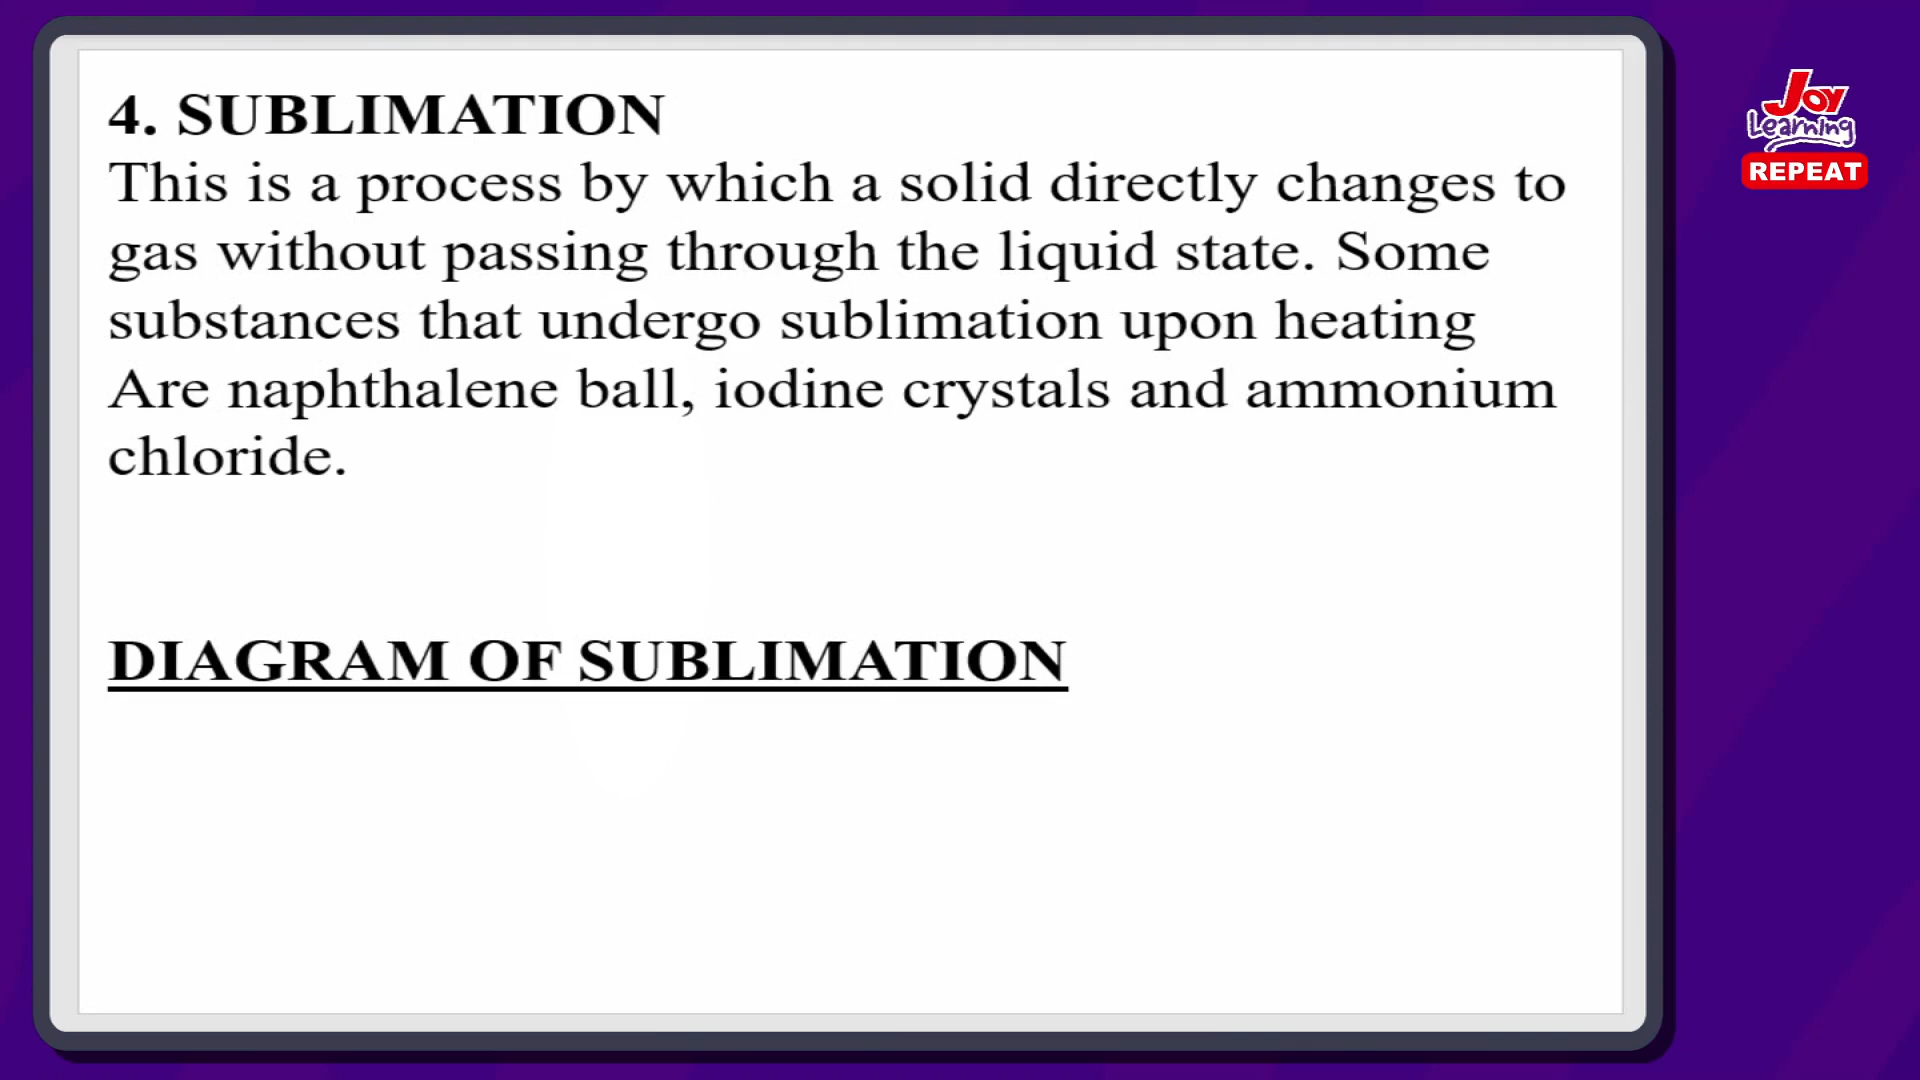 4. SUBLIMATION
This is a process by which a solid directly changes to
gas without passing through the liquid state. Some
substances that undergo sublimation upon heating
Are naphthalene ball, iodine crystals and ammonium
chloride.
DIAGRAM OF SUBLIMATION
Joy
Learning
REPEAT